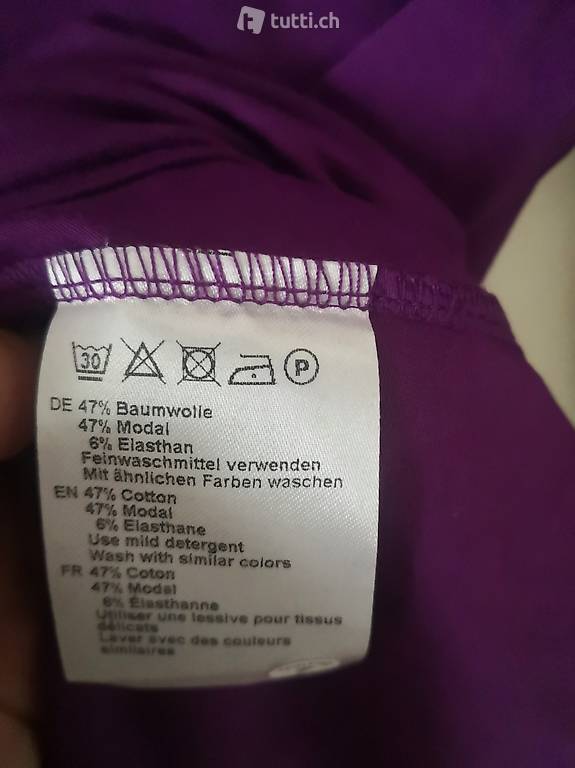 tutti.ch
30
P
DE 47% Baumwolle
47% Modal
6% Elasthan
Feinwaschmittel verwenden
Mit ähnlichen Farben waschen
EN 47% Cotton
47% Modal
6% Elasthane
Use mild detergent
Wash with similar colors
FR 47% Coton
47% Modal
6% Élasthanne
Utiliser une lessive pour tissus
délicats
Laver avec des couleurs
similaires